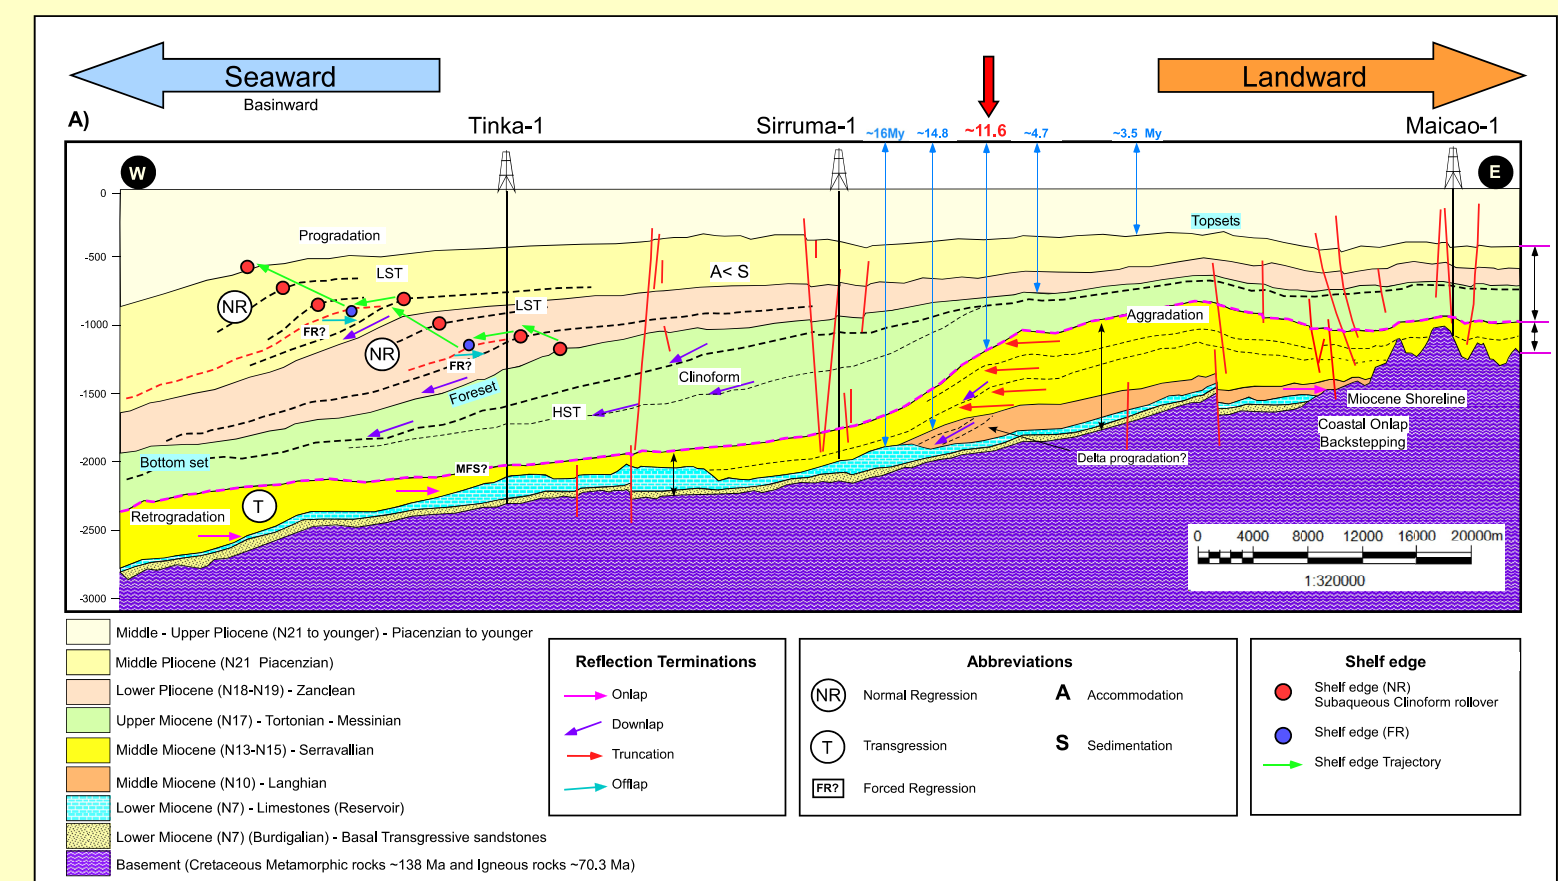 Seaward
Landward
Basinward
A)
Tinka-1
Sirruma-1
~16My
~14.8
~11.6
~4.7
~3.5 My
Maicao-1
W
E
0
-500
-1000
-1500
-2000
-2500
-3000
Progradation
Topsets
LST
A< S
NR
LST
FR?
Aggradation
NR
FR?
Clinoform
Foreset
HST
Miocene Shoreline
Coastal Onlap
Backstepping
Bottom set
MFS?
Delta progradation?
T
Retrogradation
0 4000 8000 12000 16000 20000m
1:320000
Middle - Upper Pliocene (N21 to younger) - Piacenzian to younger
Middle Pliocene (N21 Piacenzian)
Lower Pliocene (N18-N19) - Zanclean
Upper Miocene (N17) - Tortonian - Messinian
Middle Miocene (N13-N15) - Serravallian
Middle Miocene (N10) - Langhian
Lower Miocene (N7) - Limestones (Reservoir)
Lower Miocene (N7) (Burdigalian) - Basal Transgressive sandstones
Basement (Cretaceous Metamorphic rocks ~138 Ma and Igneous rocks ~70.3 Ma)
Reflection Terminations
Onlap
Downlap
Truncation
Offlap
Abbreviations
NR Normal Regression
A Accommodation
T Transgression
S Sedimentation
FR? Forced Regression
Shelf edge
Shelf edge (NR)
Subaqueous Clinoform rollover
Shelf edge (FR)
Shelf edge Trajectory